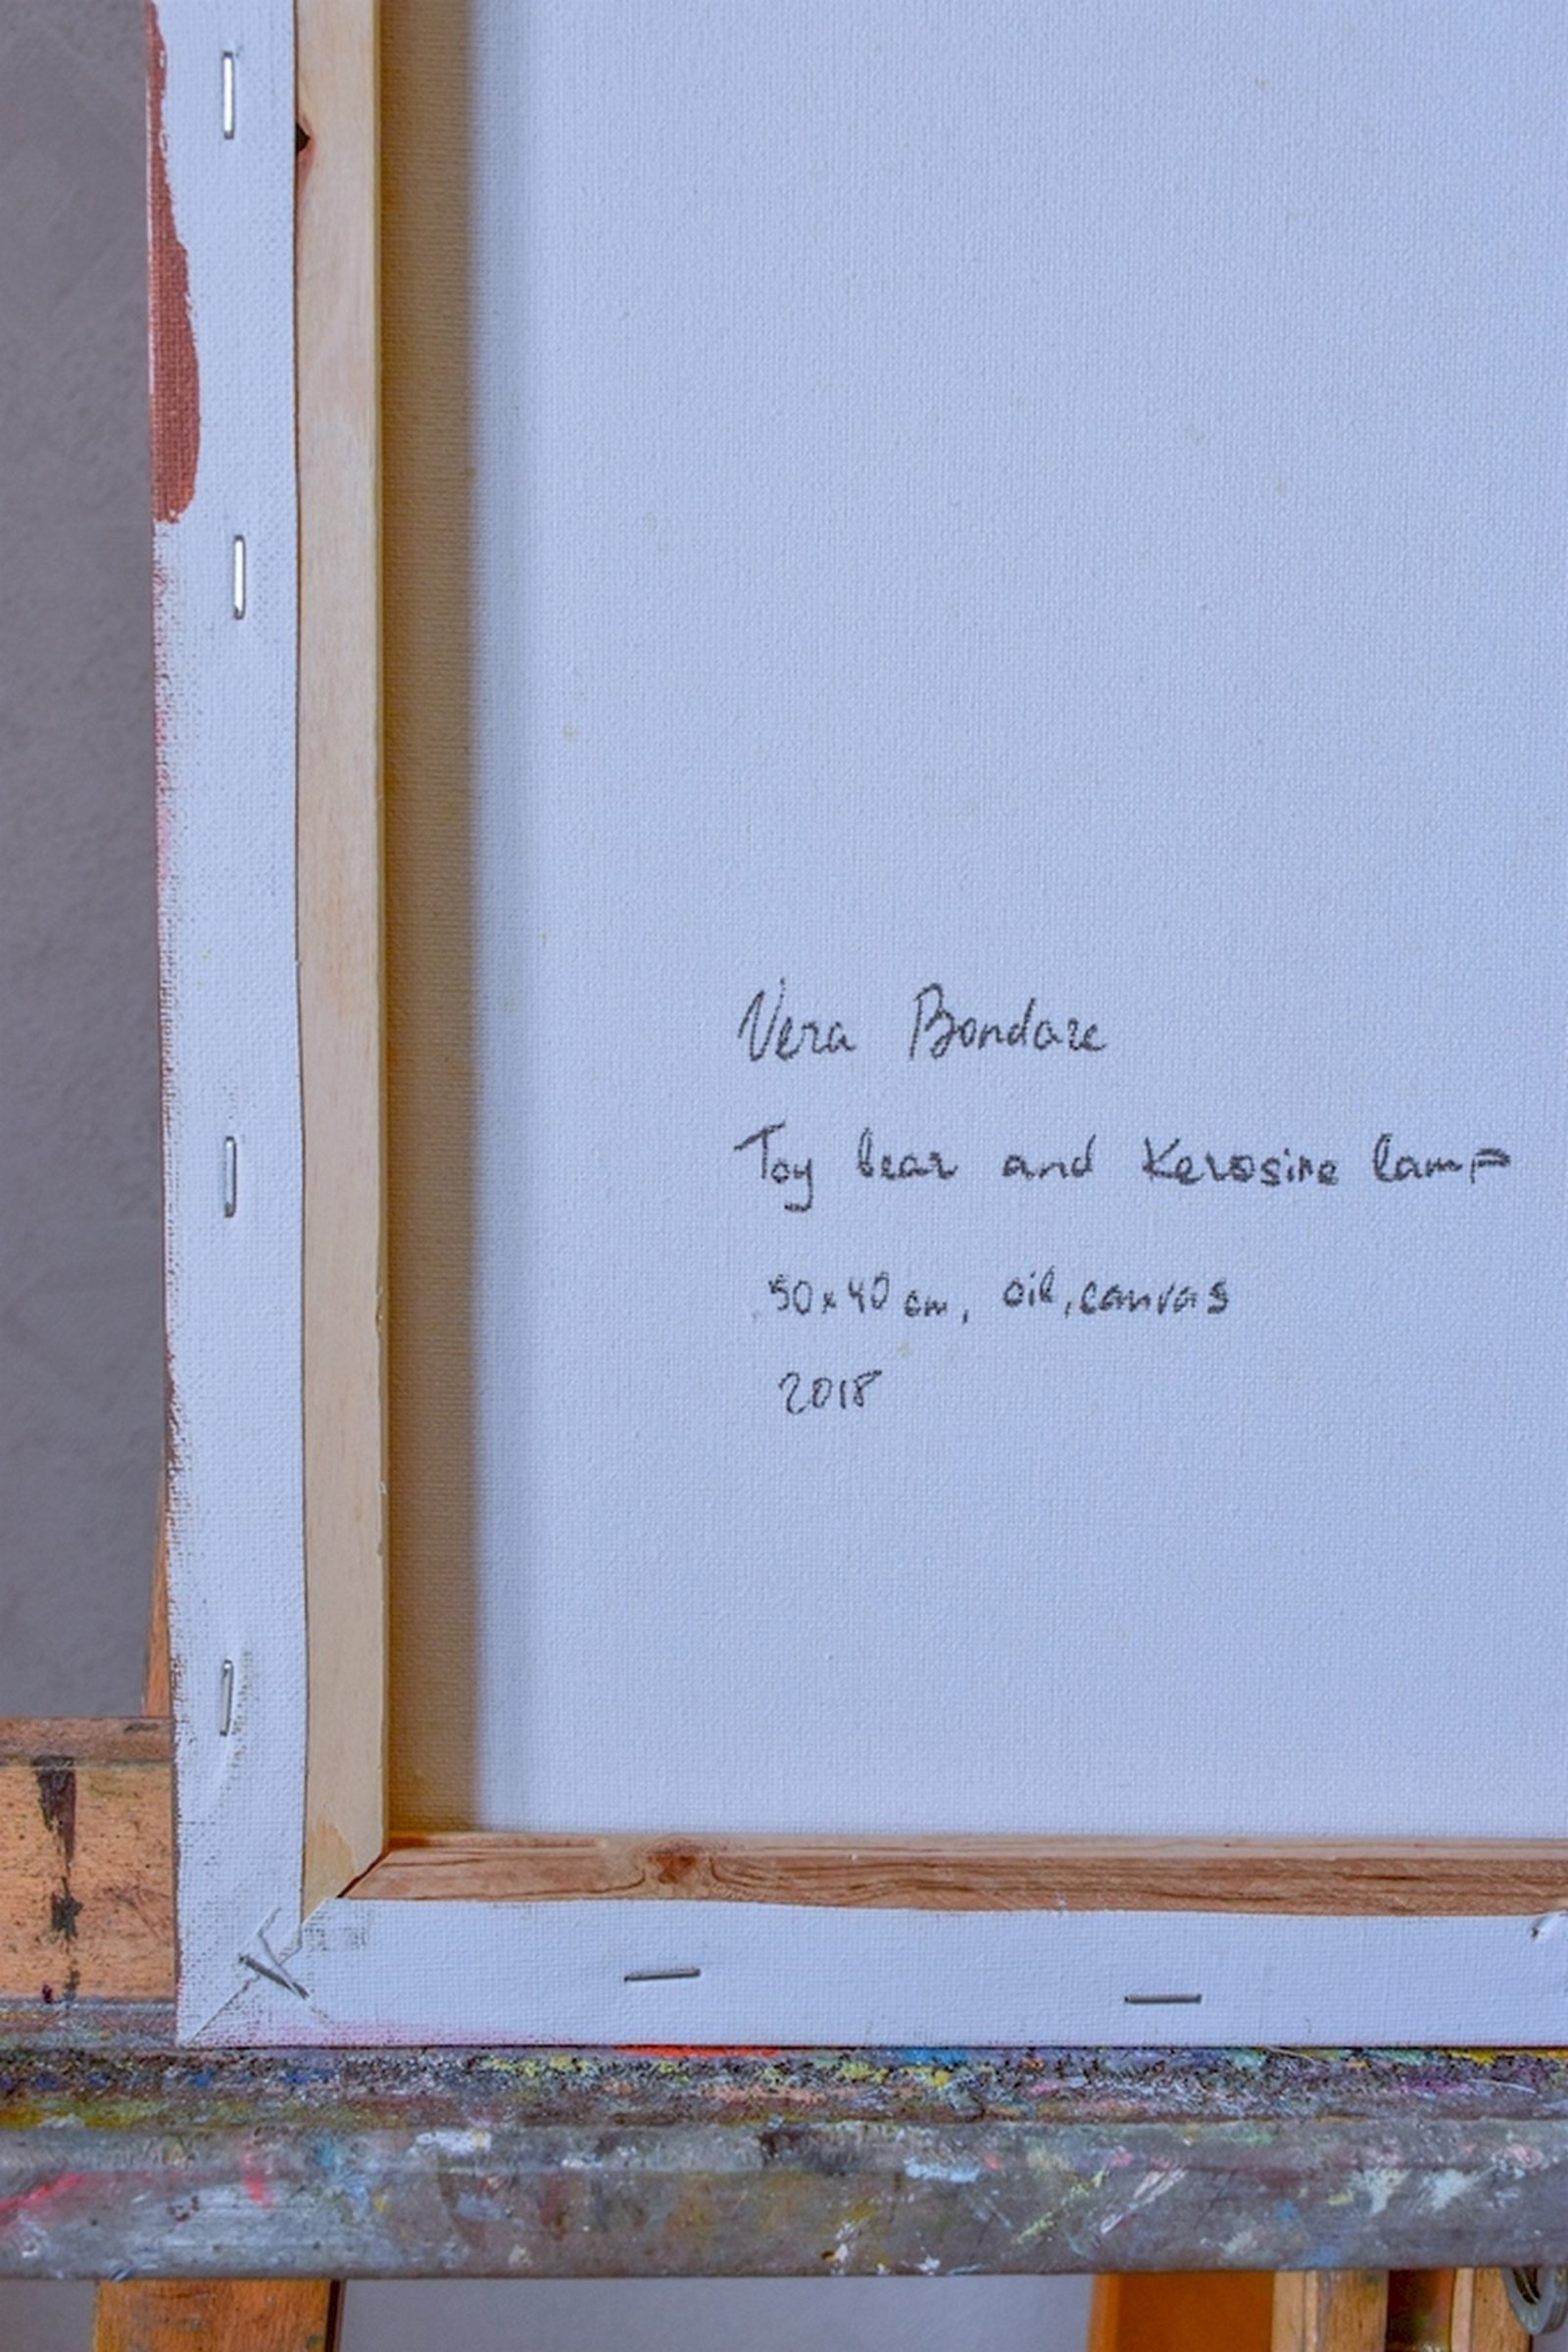 Vera Bondare
Toy bear and Kerosine lamp
50x40 cm, oil, canvas
2018